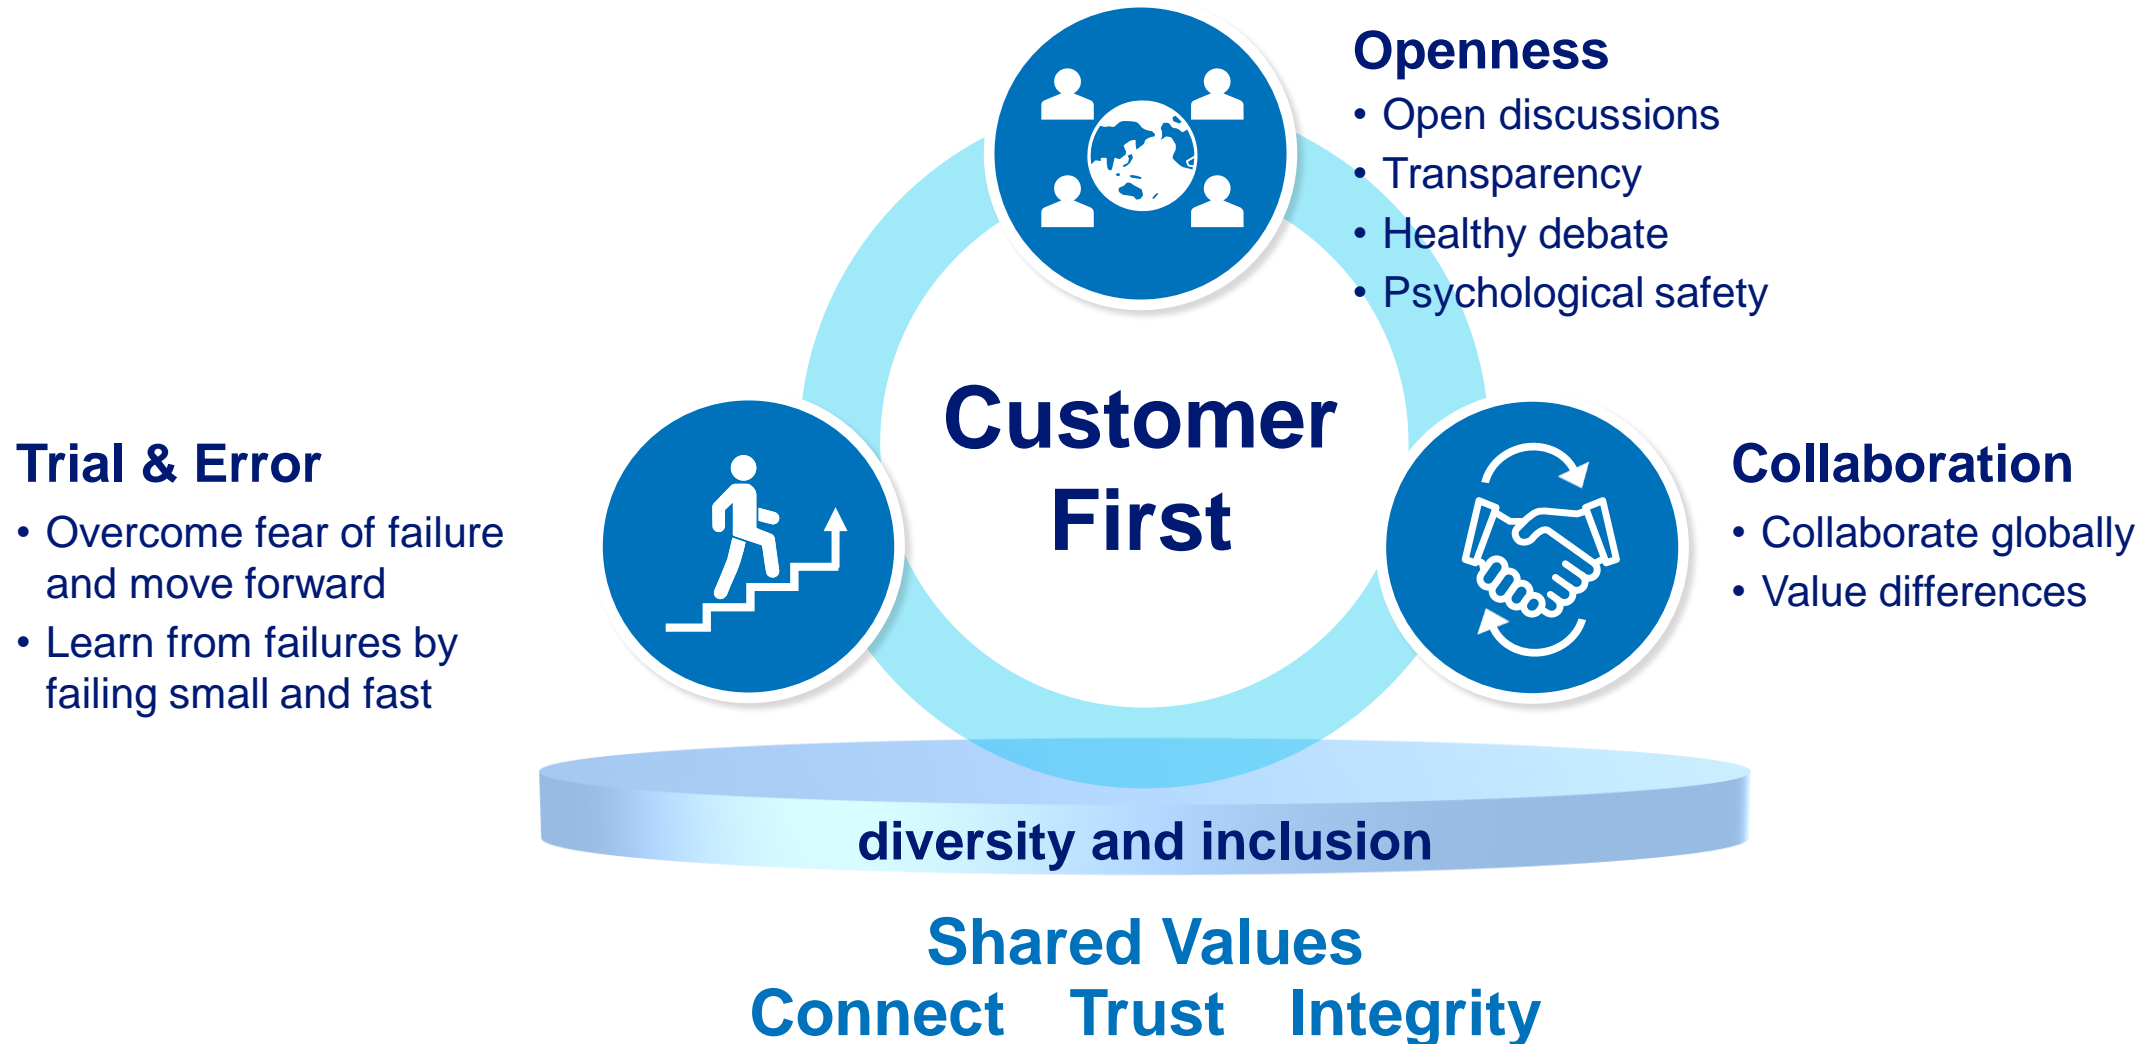 Openness
• Open discussions
• Transparency
• Healthy debate
• Psychological safety
Customer
First
Trial & Error
• Overcome fear of failure
and move forward
• Learn from failures by
failing small and fast
Collaboration
• Collaborate globally
• Value differences
diversity and inclusion
Shared Values
Connect Trust Integrity